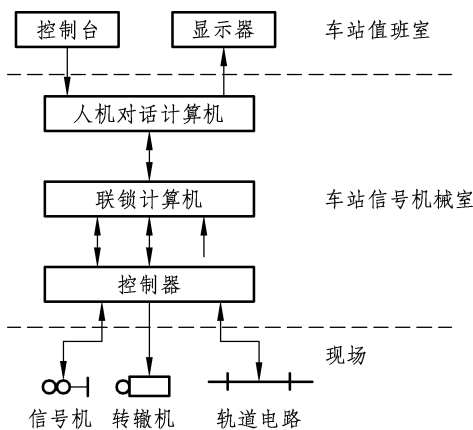 控制台 显示器 车站值班室
人机对话计算机
联锁计算机 车站信号机械室
控制器
现场
信号机 转辙机 轨道电路